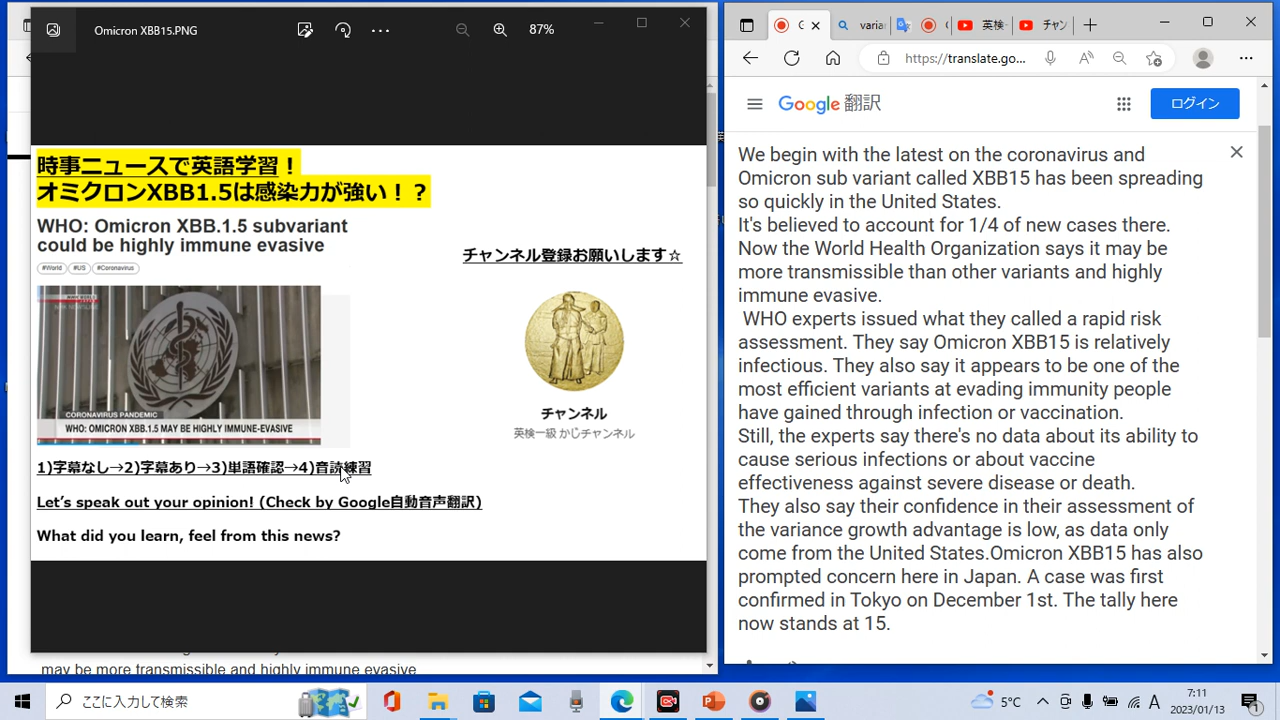 Omicron XBB15.PNG
87%
時事ニュースで英語学習！
オミクロンXBB1.5は感染力が強い！？
WHO: Omicron XBB.1.5 subvariant
could be highly immune evasive
#World
#US
#Coronavirus
チャンネル登録お願いします☆
CORONAVIRUS PANDEMIC
WHO: OMICRON XBB.1.5 MAY BE HIGHLY IMMUNE-EVASIVE
チャンネル
英検一級 かじチャンネル
1)字幕なし→2)字幕あり→3)単語確認→4)音読練習
Let’s speak out your opinion! (Check by Google自動音声翻訳)
What did you learn, feel from this news?
may be more transmissible and highly immune evasive
varia
英検一
チャン
https://translate.go...
Google 翻訳
ログイン
We begin with the latest on the coronavirus and
Omicron sub variant called XBB15 has been spreading
so quickly in the United States.
It's believed to account for 1/4 of new cases there.
Now the World Health Organization says it may be
more transmissible than other variants and highly
immune evasive.
WHO experts issued what they called a rapid risk
assessment. They say Omicron XBB15 is relatively
infectious. They also say it appears to be one of the
most efficient variants at evading immunity people
have gained through infection or vaccination.
Still, the experts say there's no data about its ability to
cause serious infections or about vaccine
effectiveness against severe disease or death.
They also say their confidence in their assessment of
the variance growth advantage is low, as data only
come from the United States.Omicron XBB15 has also
prompted concern here in Japan. A case was first
confirmed in Tokyo on December 1st. The tally here
now stands at 15.
ここに入力して検索
5°C
A
7:11
2023/01/13
1